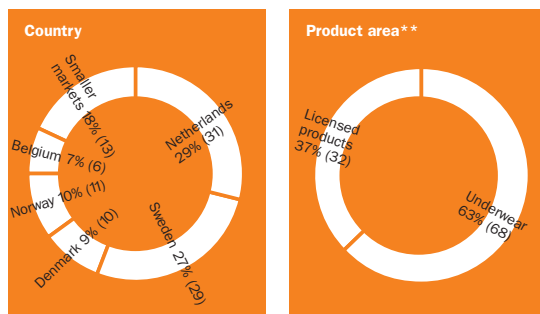 Country
Netherlands
29% (31)
Sweden 27% (29)
Denmark 9% (10)
Norway 10% (11)
Belgium 7% (6)
Smaller
markets 18% (13)
Product area**
Underwear
63% (68)
Licensed
products
37% (32)